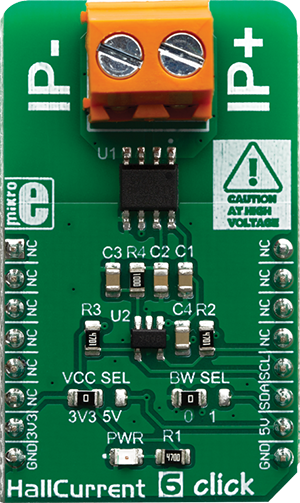 IP-
IP+
U1
mikro
e
CAUTION
AT HIGH
VOLTAGE
C3 R4 C2 C1
R3 U2 C4 R2
VCC SEL
3V3 5V
BW SEL
0 1
PWR R1
4700
NC
NC
NC
NC
NC
NC
3V3
GND
NC
NC
NC
NC
SCL
SDA
5V
GND
HallCurrent 6 click